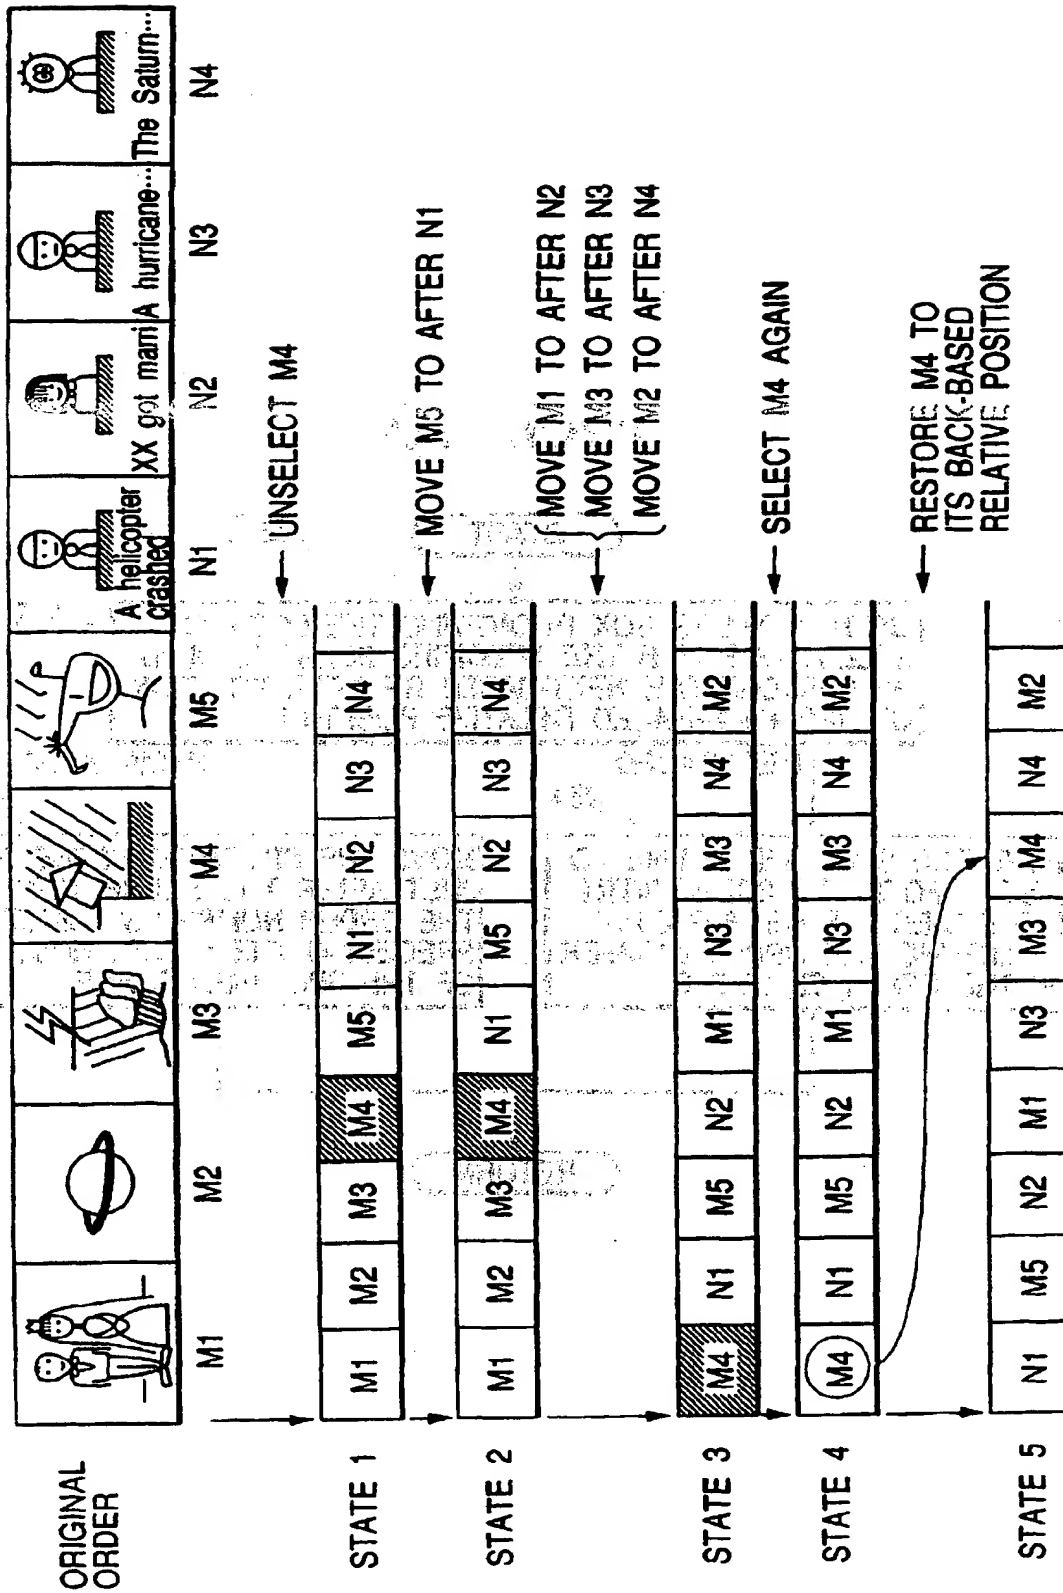 ORIGINAL
ORDER
A helicopter
crashed
XX got marri
A hurricane...
The Saturn...
M1 M2 M3 M4 M5 N1 N2 N3 N4
UNSELECT M4
STATE 1 M1 M2 M3 M4 M5 N1 N2 N3 N4
MOVE M5 TO AFTER N1
STATE 2 M1 M2 M3 M4 N1 M5 N2 N3 N4
MOVE M1 TO AFTER N2
MOVE M3 TO AFTER N3
MOVE M2 TO AFTER N4
STATE 3 M4 N1 M5 N2 M1 N3 M3 N4 M2
SELECT M4 AGAIN
STATE 4 M4 N1 M5 N2 M1 N3 M3 N4 M2
RESTORE M4 TO
ITS BACK-BASED
RELATIVE POSITION
STATE 5 N1 M5 N2 M1 N3 M3 M4 N4 M2